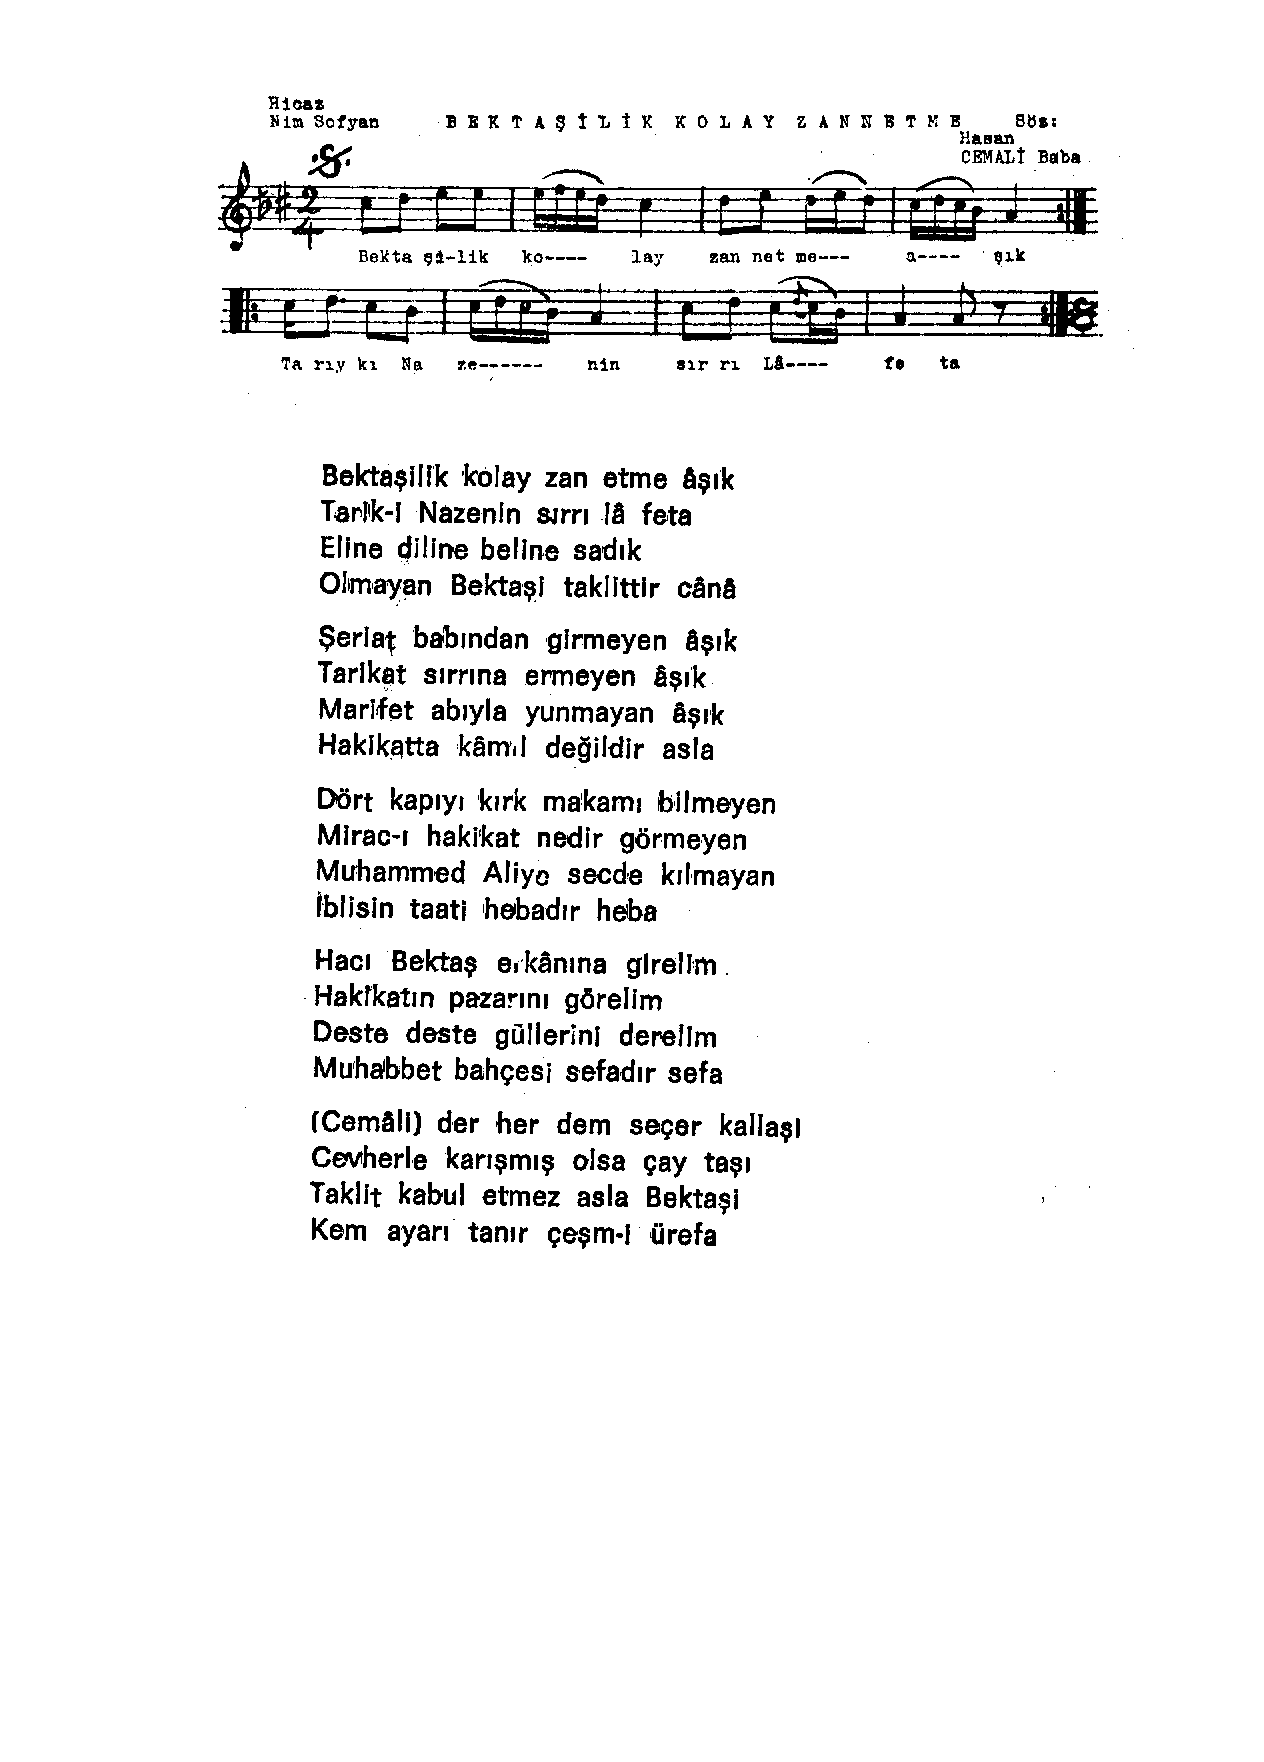 Hicaz
Nim Sofyan
BEKTAŞİLİK KOLAY ZANNETME
Söz:
Hasan
CEMALİ Baba
2
4
Bekta şi-lik ko---- lay zan net me--- a---- şık
Ta rıy kı Na ze------ nin sır rı Lâ---- fe ta
Bektaşilik kolay zan etme âşık
Tarik-i Nazenin sırrı lâ feta
Eline diline beline sadık
Olmayan Bektaşi taklittir cânâ
Şeriat babından girmeyen âşık
Tarikat sırrına ermeyen âşık
Marifet abıyla yunmayan âşık
Hakikatta kâmil değildir asla
Dört kapıyı kırk makamı bilmeyen
Mirac-ı hakikat nedir görmeyen
Muhammed Aliye secde kılmayan
İblisin taati hebadır heba
Hacı Bektaş erkânına girelim
Hakikatın pazarını görelim
Deste deste güllerini derelim
Muhabbet bahçesi sefadır sefa
(Cemâli) der her dem seçer kallaşı
Cevherle karışmış olsa çay taşı
Taklit kabul etmez asla Bektaşi
Kem ayarı tanır çeşm-i ürefa